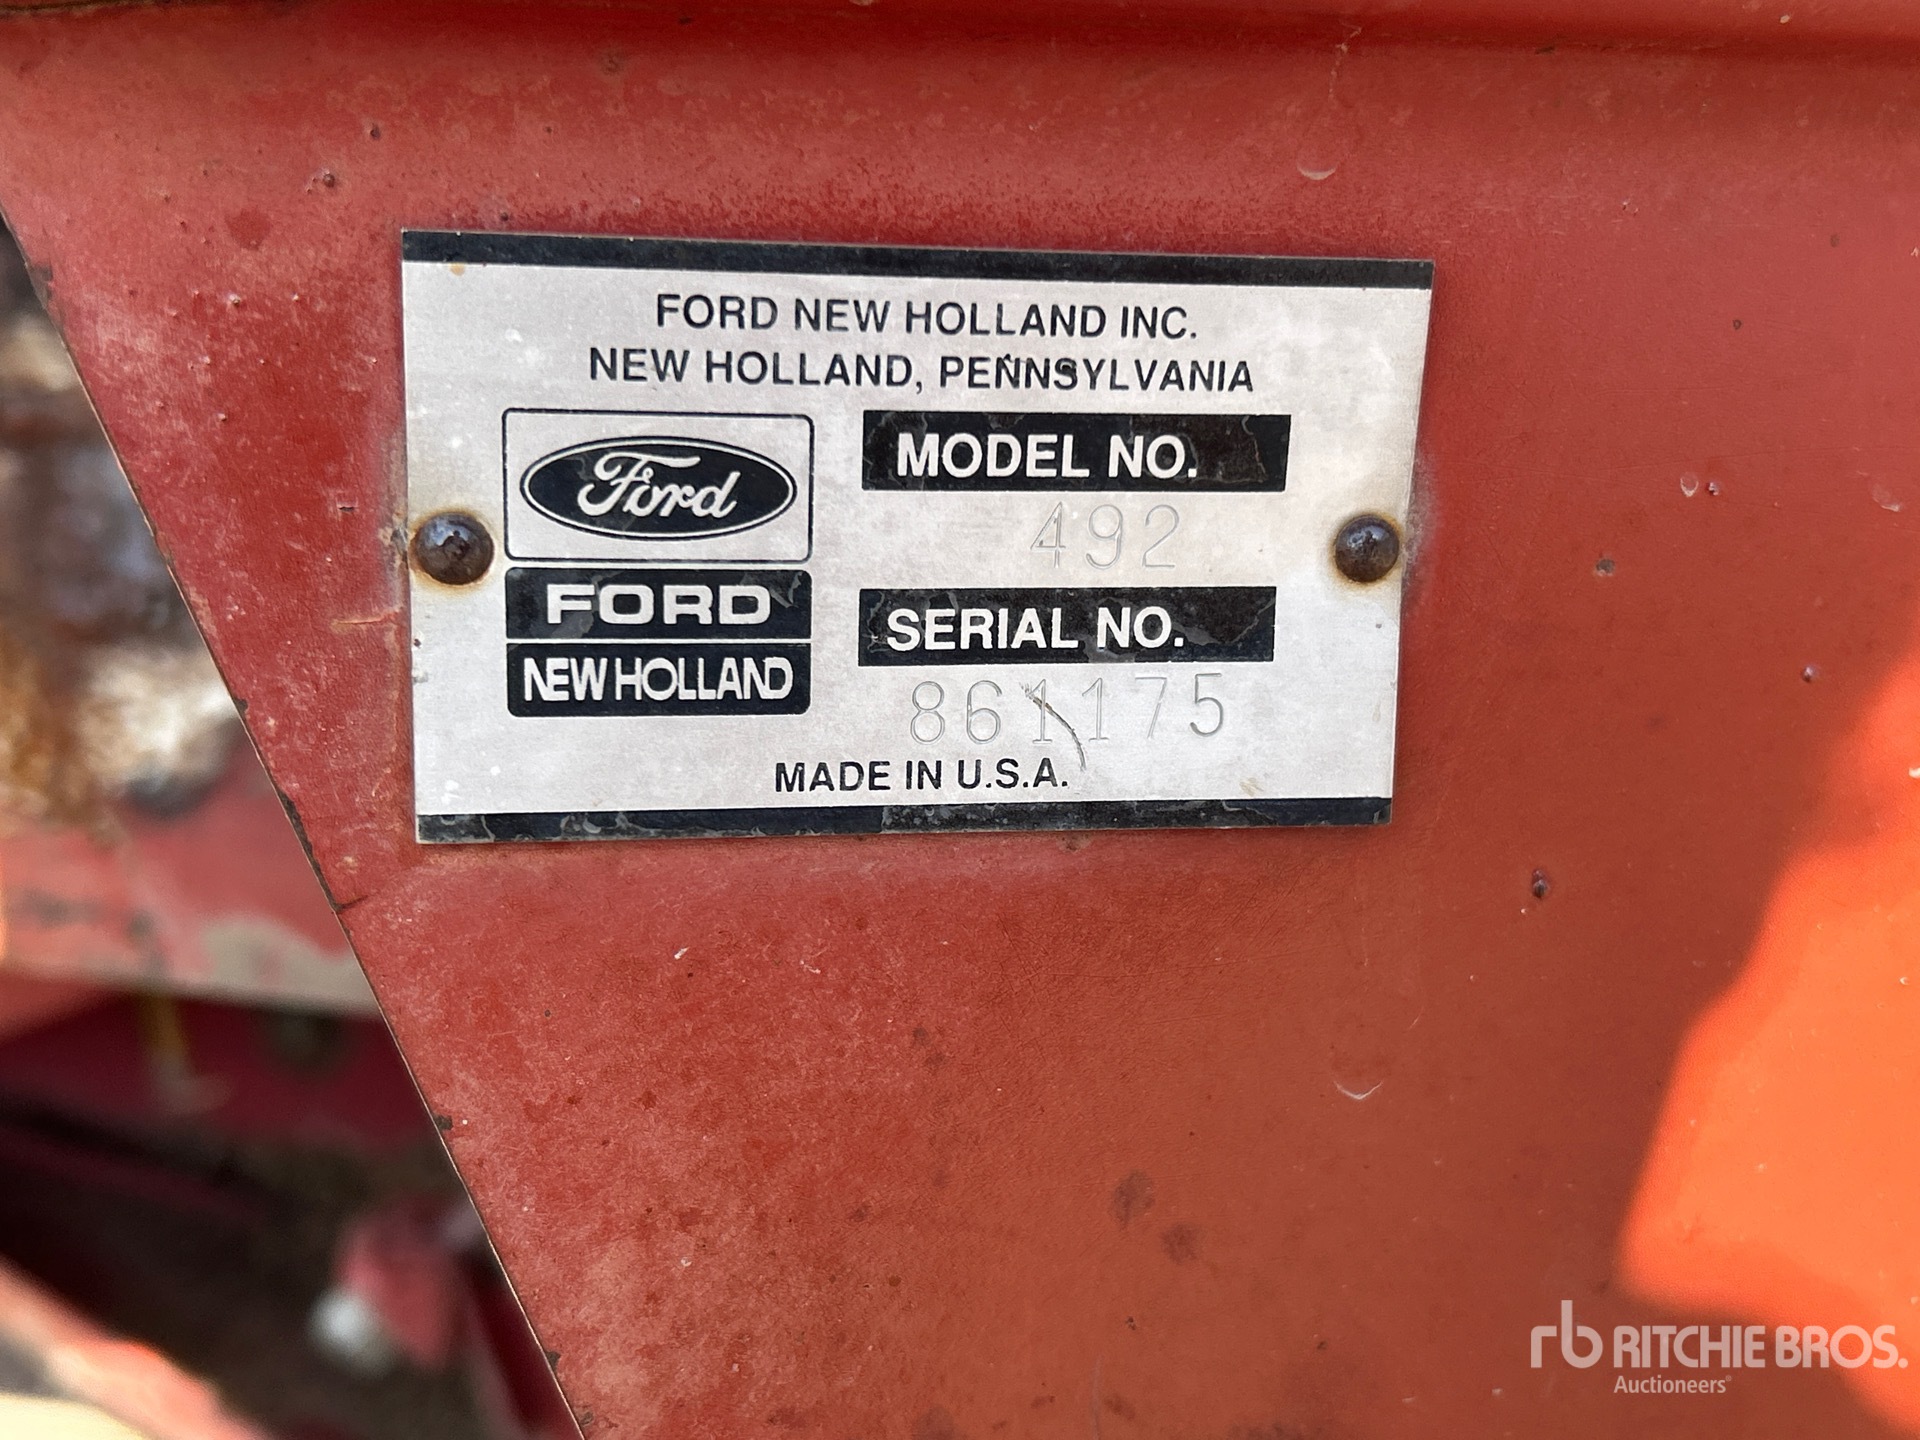 FORD NEW HOLLAND INC.
NEW HOLLAND, PENNSYLVANIA
Ford
FORD
NEW HOLLAND
MODEL NO.
492
SERIAL NO.
861175
MADE IN U.S.A.
rb RITCHIE BROS.
Auctioneers